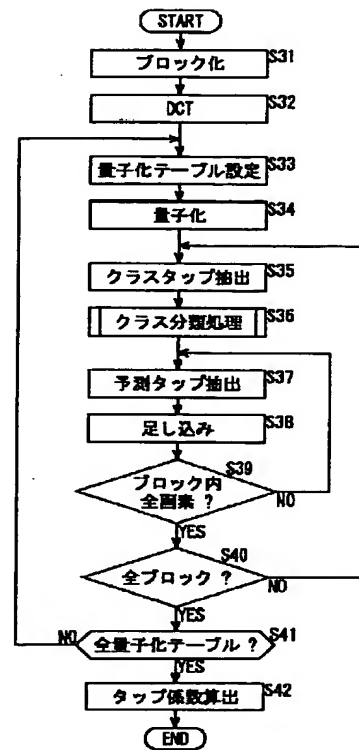 START
ブロック化
S31
DCT
S32
量子化テーブル設定
S33
量子化
S34
クラスタップ抽出
S35
クラス分類処理
S36
予測タップ抽出
S37
足し込み
S38
S39
ブロック内
全画素 ?
NO
YES
S40
全ブロック ?
NO
YES
NO
全量子化テーブル ?
S41
YES
タップ係数算出
S42
END